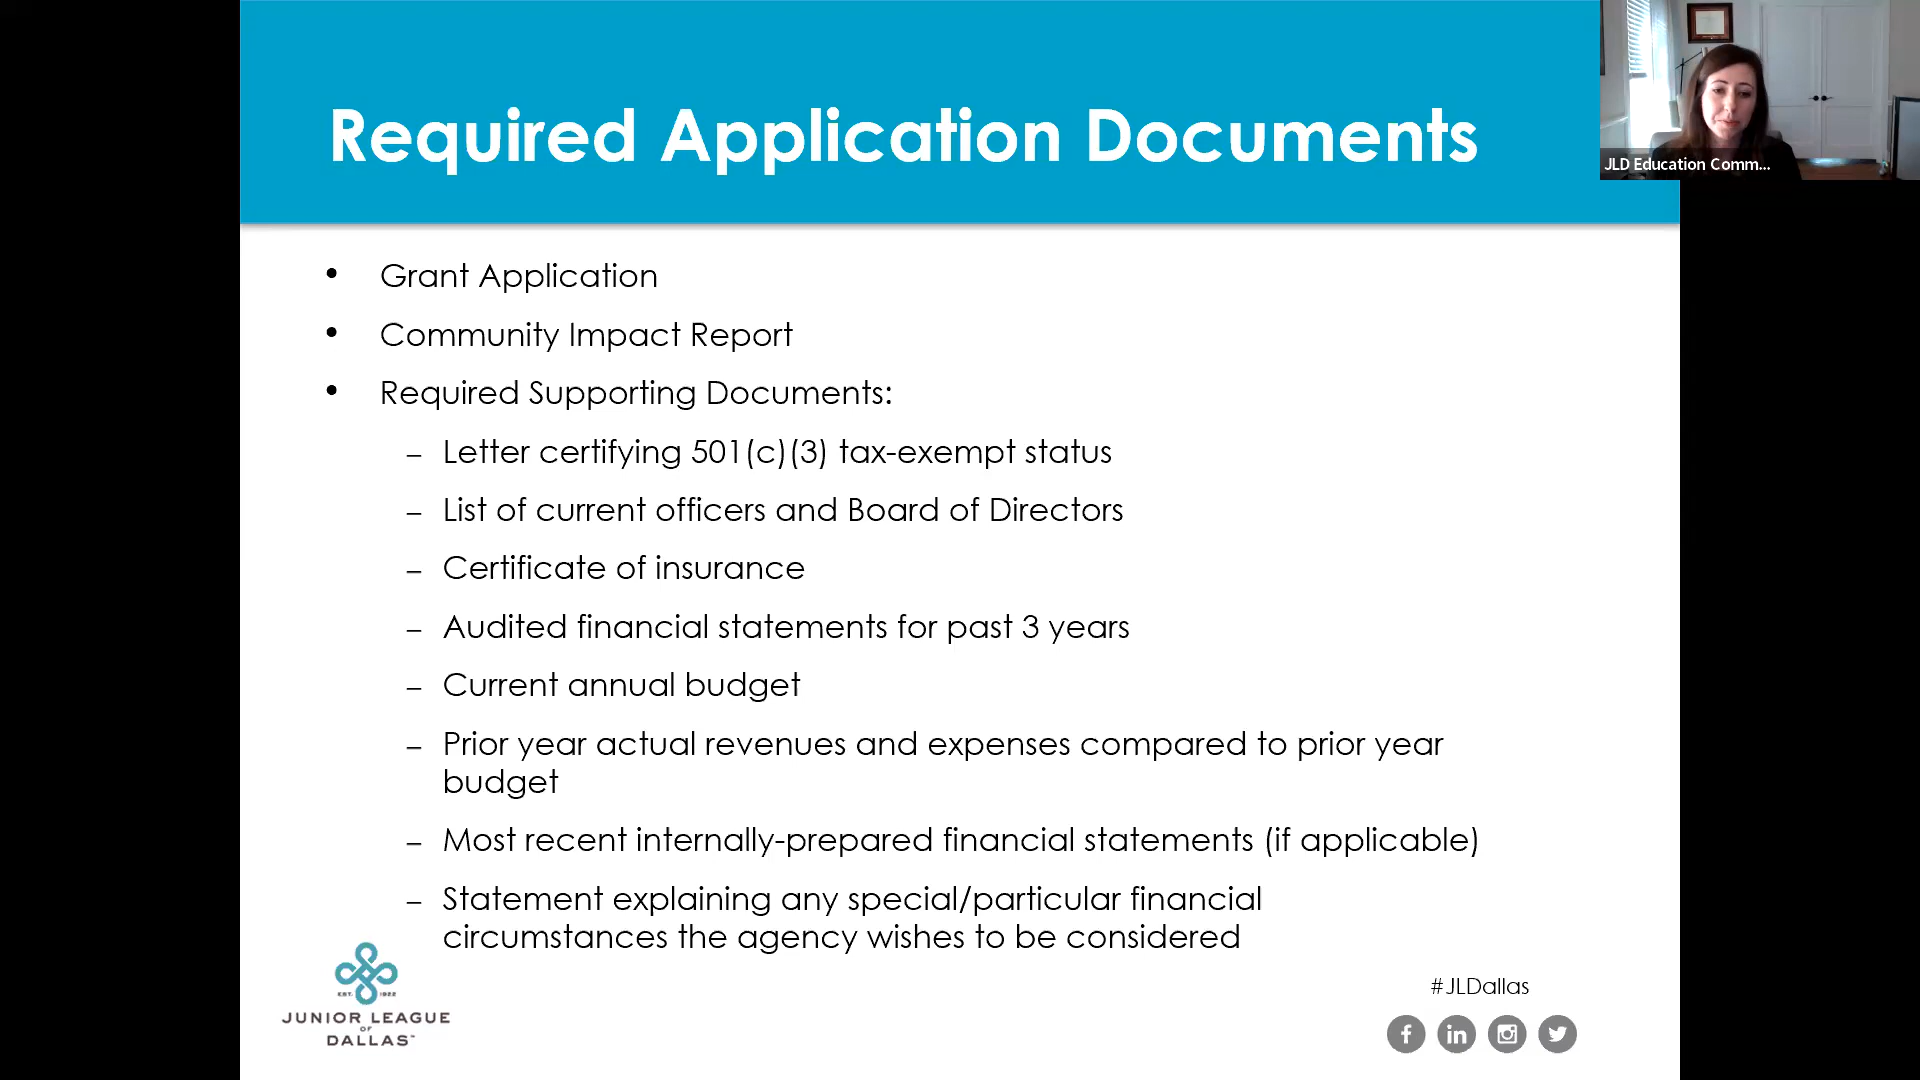 Required Application Documents
JLD Education Comm...
• Grant Application
• Community Impact Report
• Required Supporting Documents:
– Letter certifying 501(c)(3) tax-exempt status
– List of current officers and Board of Directors
– Certificate of insurance
– Audited financial statements for past 3 years
– Current annual budget
– Prior year actual revenues and expenses compared to prior year
budget
– Most recent internally-prepared financial statements (if applicable)
– Statement explaining any special/particular financial
circumstances the agency wishes to be considered
EST. 1922
JUNIOR LEAGUE
OF
DALLAS
#JLDallas